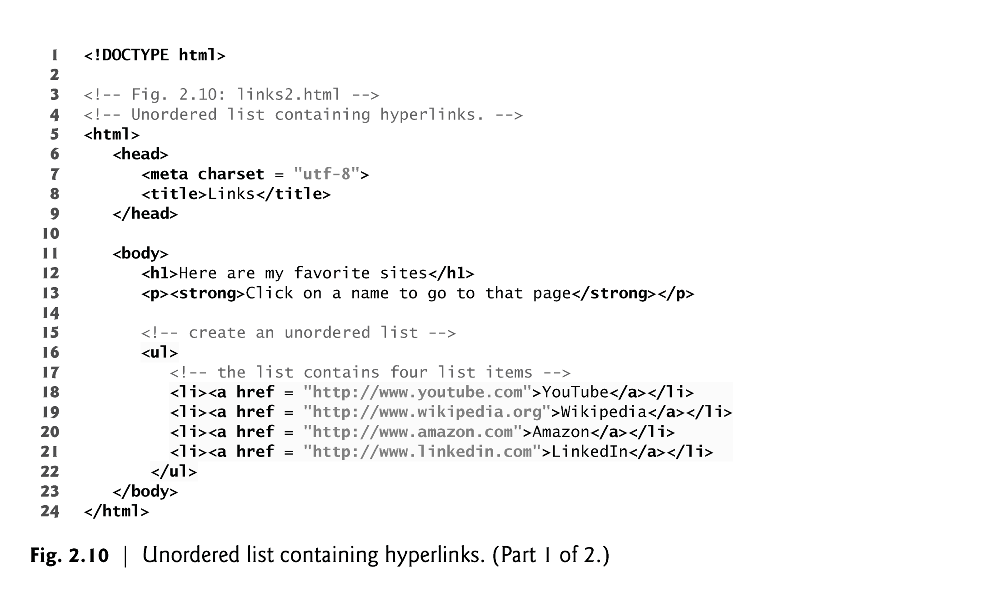 1 <!DOCTYPE html>
2
3 <!-- Fig. 2.10: links2.html -->
4 <!-- Unordered list containing hyperlinks. -->
5 <html>
6    <head>
7       <meta charset = "utf-8">
8       <title>Links</title>
9    </head>
10
11    <body>
12       <h1>Here are my favorite sites</h1>
13       <p><strong>Click on a name to go to that page</strong></p>
14
15       <!-- create an unordered list -->
16       <ul>
17          <!-- the list contains four list items -->
18          <li><a href = "http://www.youtube.com">YouTube</a></li>
19          <li><a href = "http://www.wikipedia.org">Wikipedia</a></li>
20          <li><a href = "http://www.amazon.com">Amazon</a></li>
21          <li><a href = "http://www.linkedin.com">LinkedIn</a></li>
22        </ul>
23    </body>
24 </html>
Fig. 2.10 | Unordered list containing hyperlinks. (Part 1 of 2.)